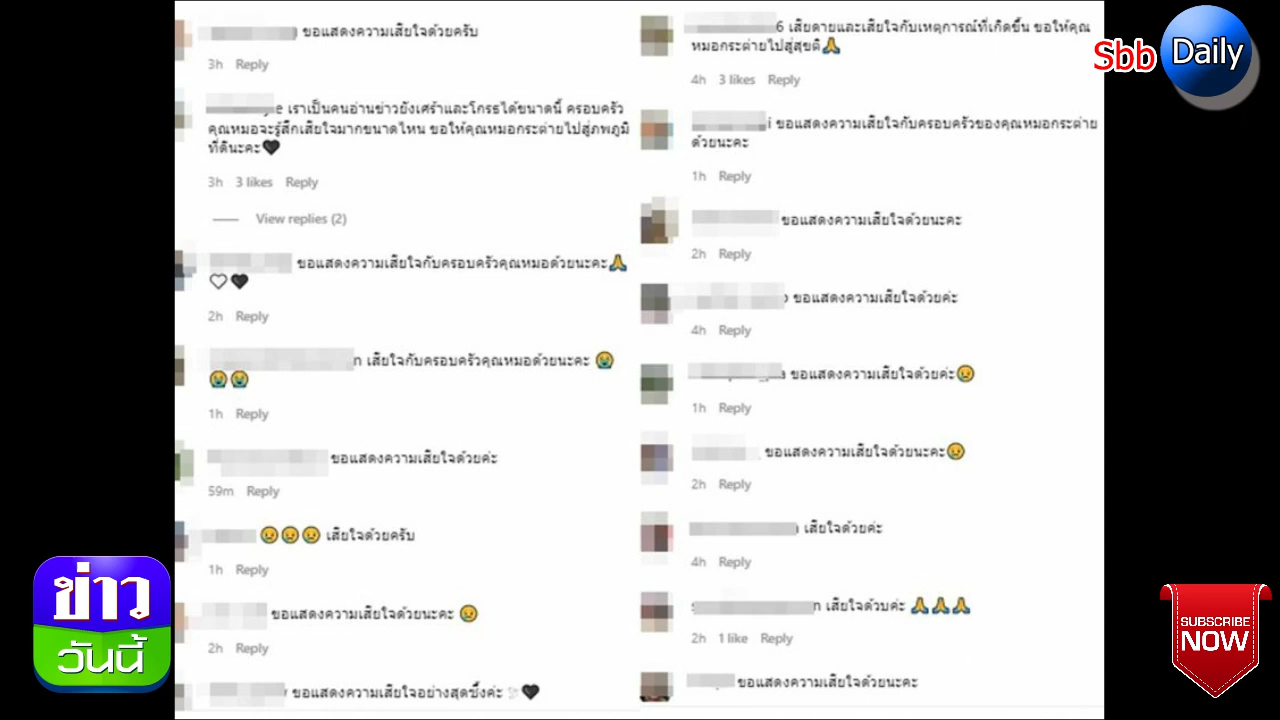 ขอแสดงความเสียใจด้วยครับ
3h Reply
เราเป็นคนอ่านข่าวยังเศร้าและโกรธได้ขนาดนี้ ครอบครัว
คุณหมอจะรู้สึกเสียใจมากขนาดไหน ขอให้คุณหมอกระต่ายไปสู่ภพภูมิ
ที่ดีนะคะ🖤
3h 3 likes Reply
View replies (2)
ขอแสดงความเสียใจกับครอบครัวคุณหมอด้วยนะคะ🙏
🤍🖤
2h Reply
เสียใจกับครอบครัวคุณหมอด้วยนะคะ 😭
😭😭
1h Reply
ขอแสดงความเสียใจด้วยค่ะ
59m Reply
😢😢😢 เสียใจด้วยครับ
1h Reply
ขอแสดงความเสียใจด้วยนะคะ 😢
2h Reply
ขอแสดงความเสียใจอย่างสุดซึ้งค่ะ 🕊🖤
6 เสียดายและเสียใจกับเหตุการณ์ที่เกิดขึ้น ขอให้คุณ
หมอกระต่ายไปสู่สุขติ🙏
4h 3 likes Reply
ขอแสดงความเสียใจกับครอบครัวของคุณหมอกระต่าย
ด้วยนะคะ
1h Reply
ขอแสดงความเสียใจด้วยนะคะ
2h Reply
ขอแสดงความเสียใจด้วยค่ะ
4h Reply
ขอแสดงความเสียใจด้วยค่ะ😢
1h Reply
ขอแสดงความเสียใจด้วยนะคะ😢
2h Reply
เสียใจด้วยค่ะ
4h Reply
เสียใจด้วบค่ะ 🙏🙏🙏
2h 1 like Reply
ขอแสดงความเสียใจด้วยนะคะ
Sbb Daily
ข่าว
วันนี้
SUBSCRIBE
NOW